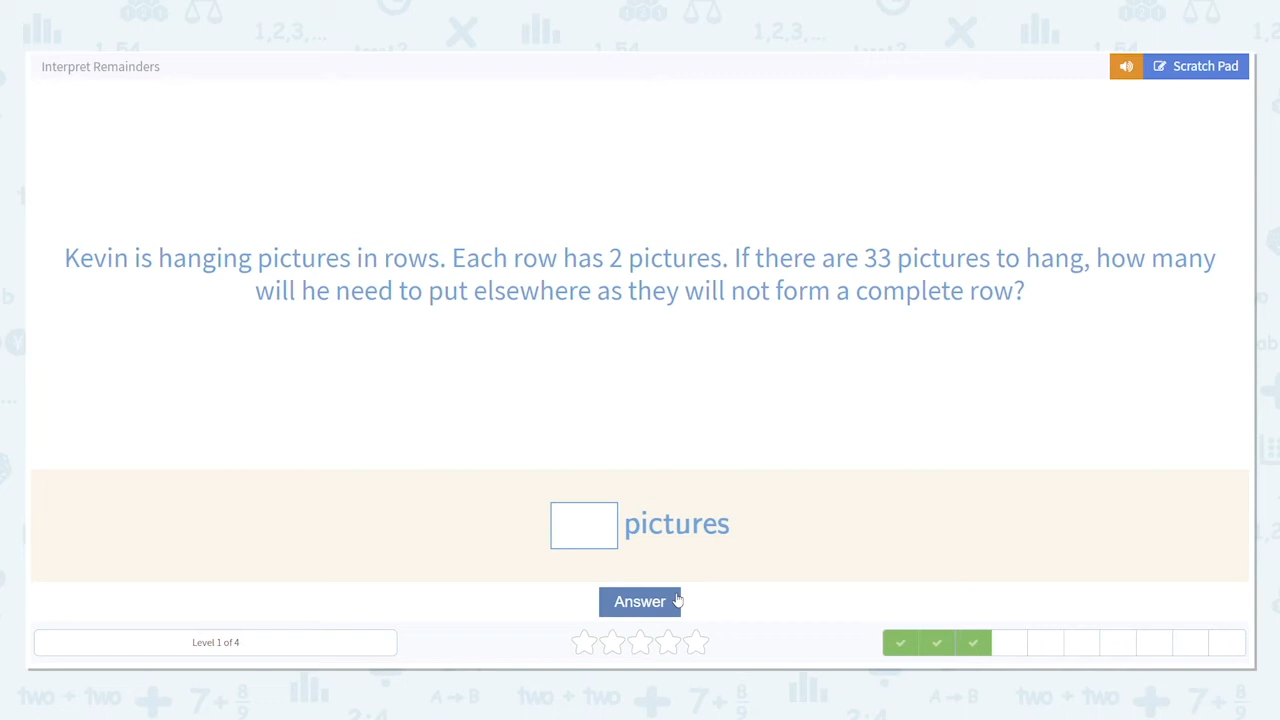 Interpret Remainders
Scratch Pad
Kevin is hanging pictures in rows. Each row has 2 pictures. If there are 33 pictures to hang, how many
will he need to put elsewhere as they will not form a complete row?
pictures
Answer
Level 1 of 4